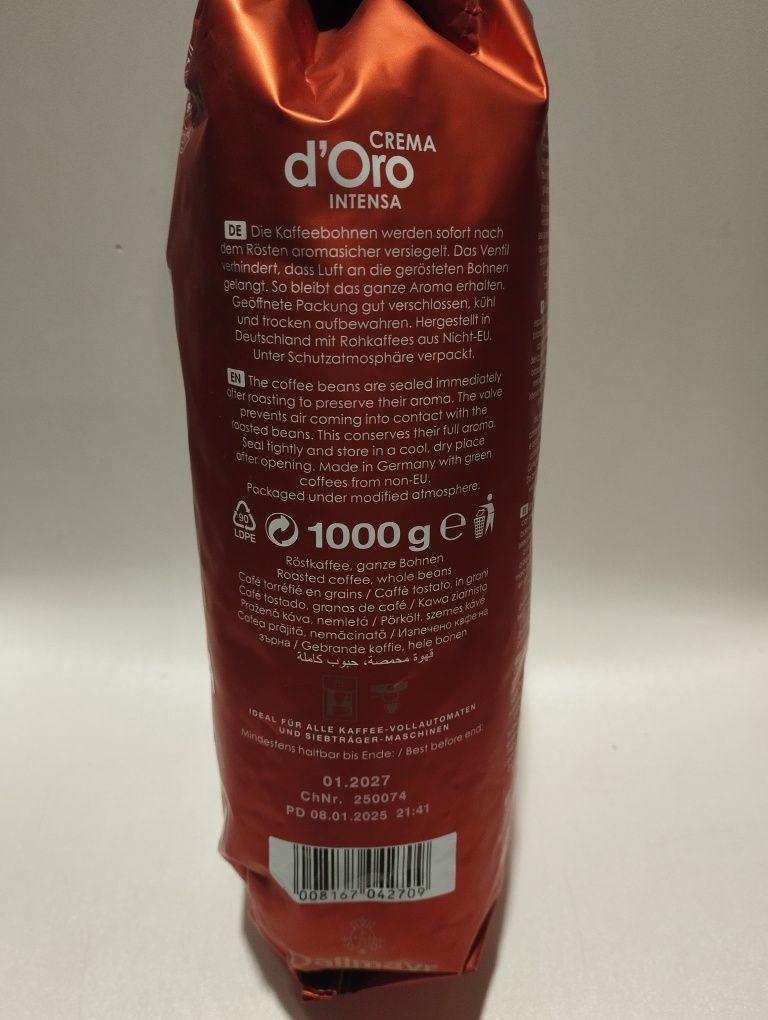 CREMA
d'Oro
INTENSA
DE Die Kaffeebohnen werden sofort nach
dem Rösten aromasicher versiegelt. Das Ventil
verhindert, dass Luft an die gerösteten Bohnen
gelangt. So bleibt das ganze Aroma erhalten.
Geöffnete Packung gut verschlossen, kühl
und trocken aufbewahren. Hergestellt in
Deutschland mit Rohkaffees aus Nicht-EU.
Unter Schutzatmosphäre verpackt.
EN The coffee beans are sealed immediately
after roasting to preserve their aroma. The valve
prevents air coming into contact with the
roasted beans. This conserves their full aroma.
Seal tightly and store in a cool, dry place
after opening. Made in Germany with green
coffees from non-EU.
Packaged under modified atmosphere.
90
LDPE
1000 g ℮
Röstkaffee, ganze Bohnen
Roasted coffee, whole beans
Café torréfié en grains / Caffè tostato, in grani
Café tostado, granos de café / Kawa ziarnista
Pražená káva, nemletá / Pörkölt, szemes kávé
Cafea prăjită, nemăcinată / Изпечено кафе на
зърна / Gebrande koffie, hele bonen
قهوة محمصة، حبوب كاملة
IDEAL FÜR ALLE KAFFEE-VOLLAUTOMATEN
UND SIEBTRÄGER-MASCHINEN
Mindestens haltbar bis Ende: / Best before end:
01.2027
ChNr. 250074
PD 08.01.2025 21:41
008167 042709
Dallmayr